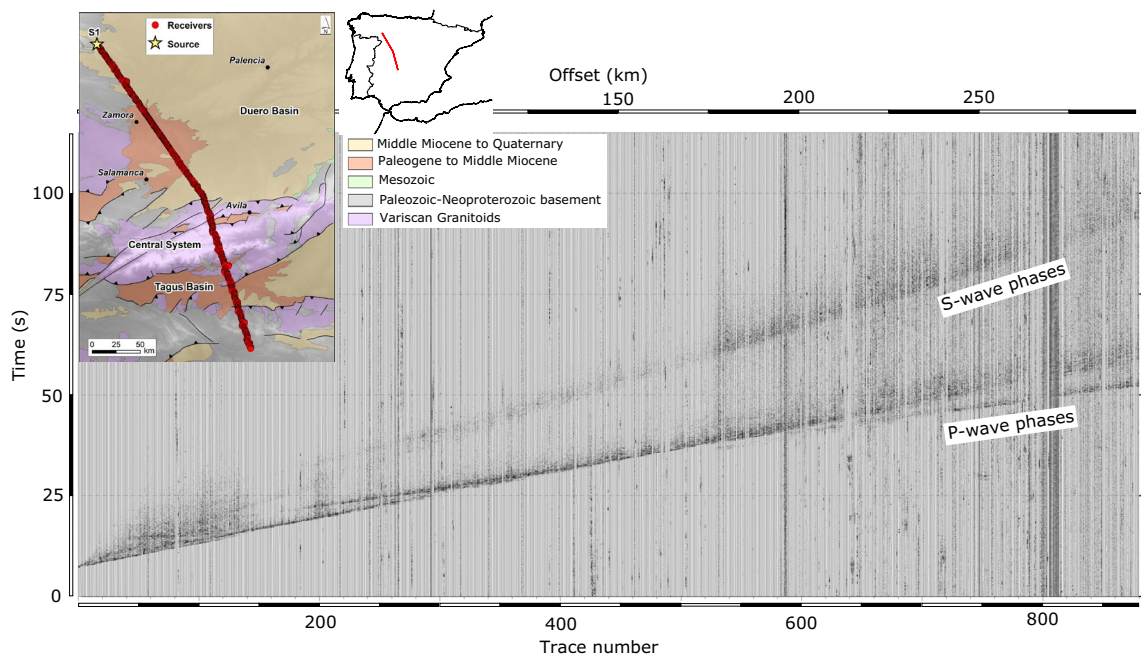 S1
Receivers
Source
N
Palencia
Duero Basin
Zamora
Salamanca
Avila
Central System
Tagus Basin
0 25 50
km
Middle Miocene to Quaternary
Paleogene to Middle Miocene
Mesozoic
Paleozoic-Neoproterozoic basement
Variscan Granitoids
Offset (km)
150 200 250
Time (s)
100
75
50
25
0
S-wave phases
P-wave phases
200 400 600 800
Trace number